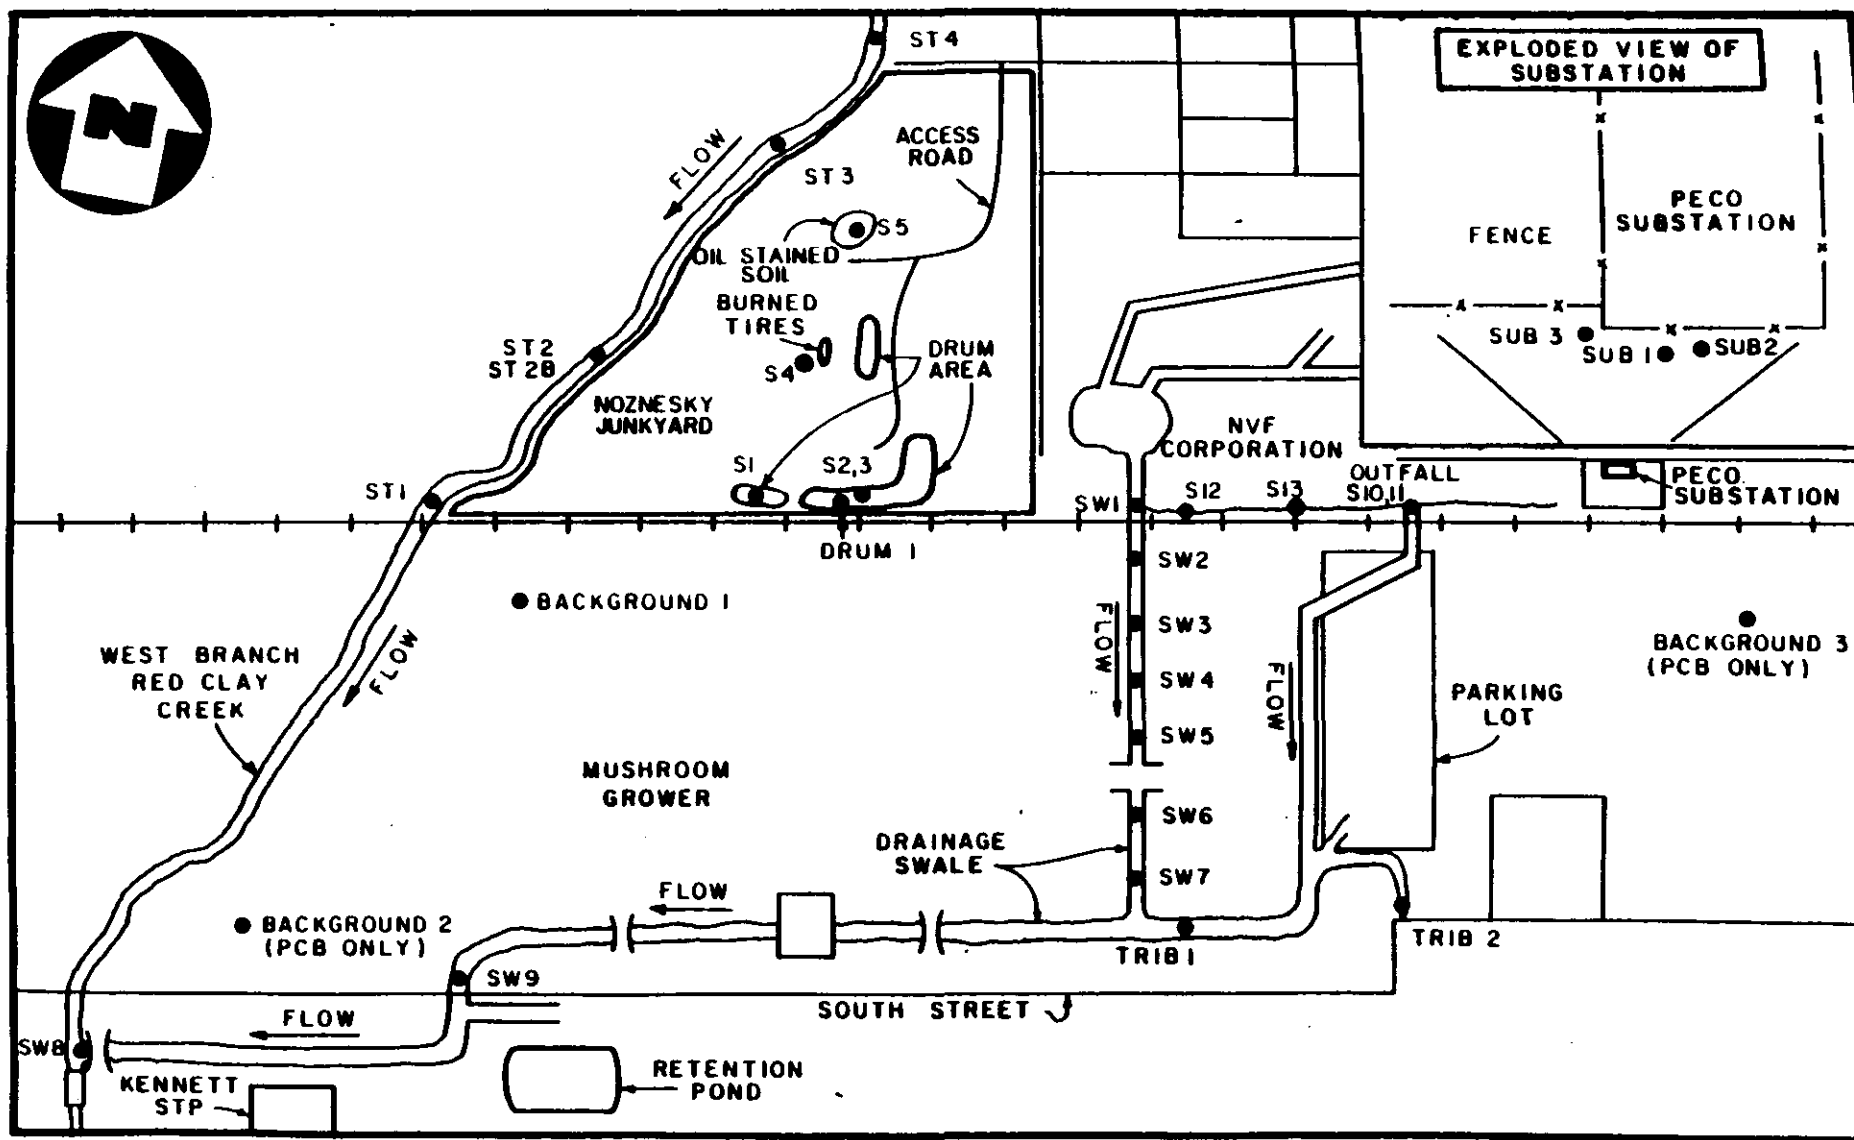 N
ST4
EXPLODED VIEW OF
SUBSTATION
FLOW
ACCESS
ROAD
ST3
PECO
SUBSTATION
FENCE
S5
OIL STAINED
SOIL
BURNED
TIRES
ST2
ST2B
S4
DRUM
AREA
SUB 3
SUB 1
SUB2
NOZNESKY
JUNKYARD
NVF
CORPORATION
S1
S2,3
ST1
OUTFALL
S10,11
PECO
SUBSTATION
SW1
S12
S13
DRUM 1
SW2
BACKGROUND 1
SW3
FLOW
BACKGROUND 3
(PCB ONLY)
WEST BRANCH
RED CLAY
CREEK
FLOW
SW4
FLOW
PARKING
LOT
SW5
MUSHROOM
GROWER
SW6
DRAINAGE
SWALE
SW7
FLOW
BACKGROUND 2
(PCB ONLY)
TRIB 1
TRIB 2
SW9
SOUTH STREET
FLOW
SW8
KENNETT
STP
RETENTION
POND